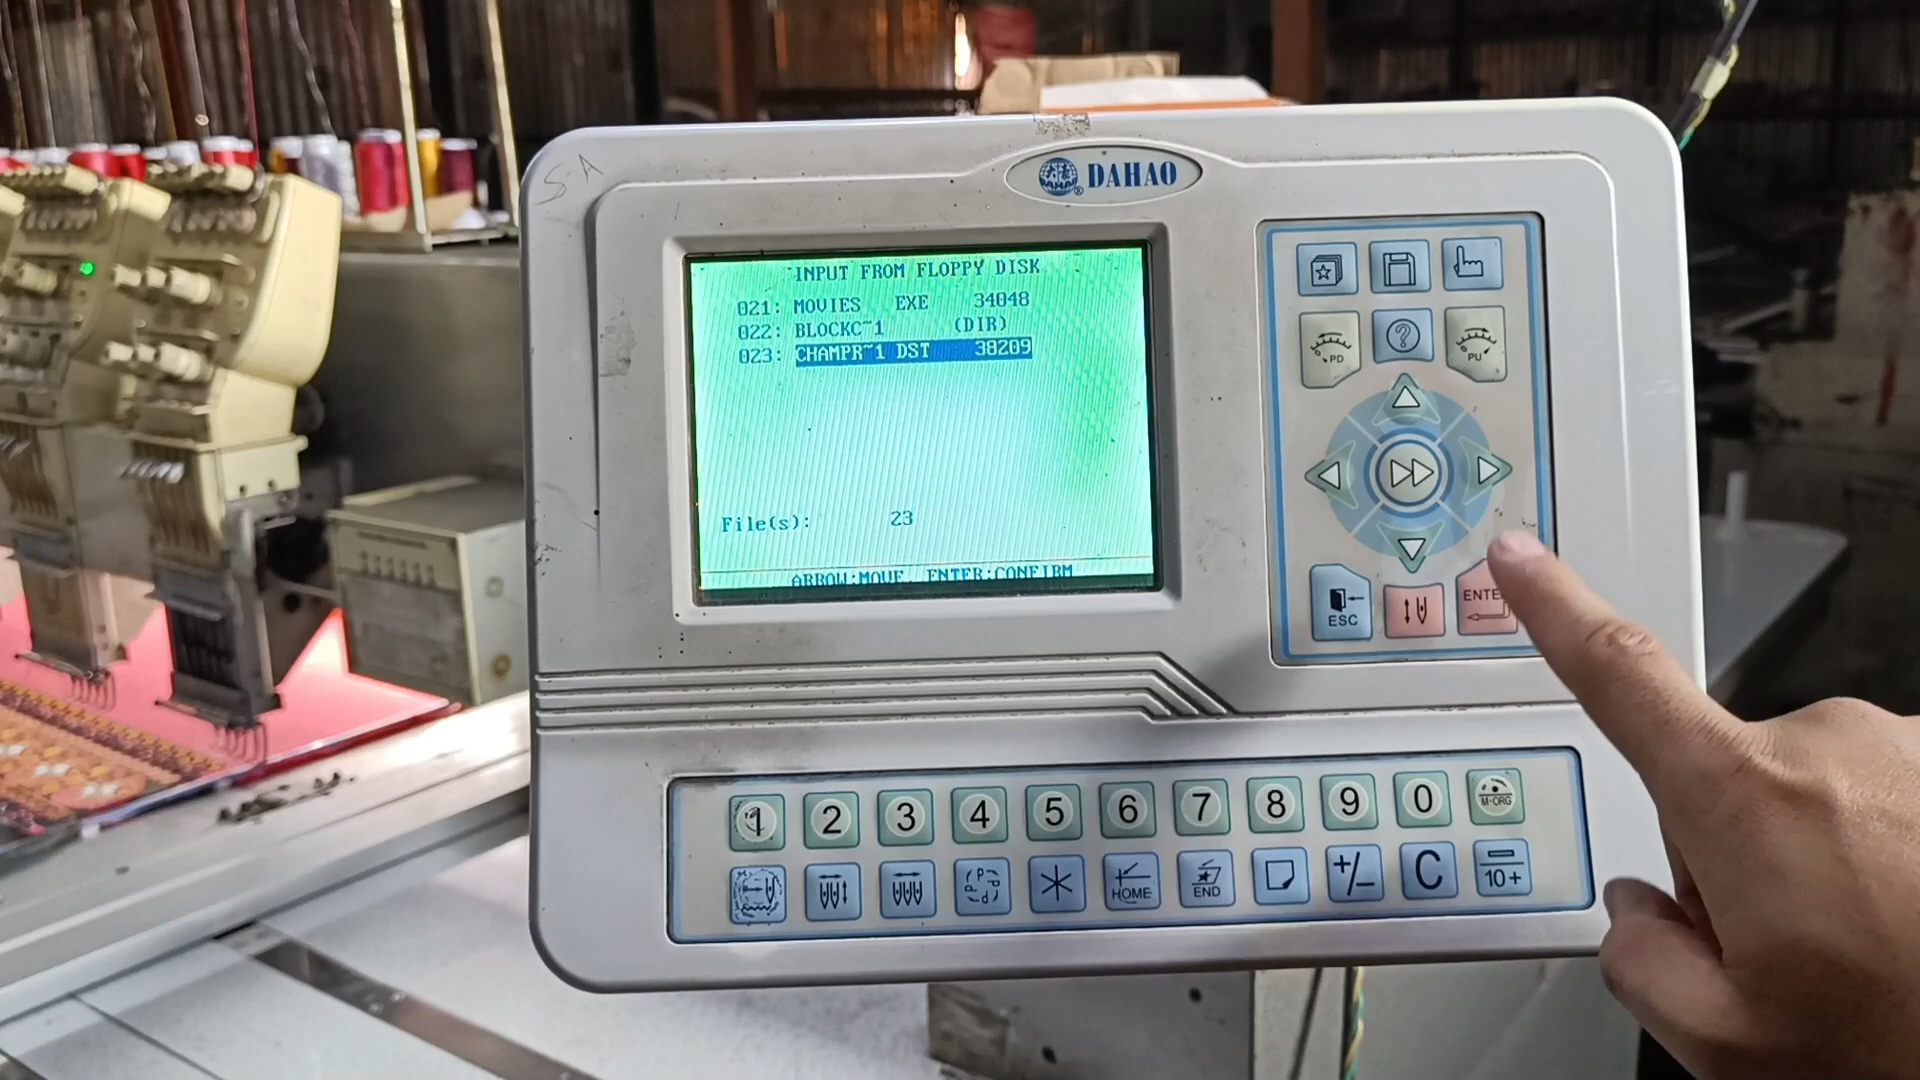 S-A
大豪
DAHAO
INPUT FROM FLOPPY DISK
021: MOVIES EXE 34048
022: BLOCKC~1 (DIR)
023: CHAMPR~1 DST 38209
File(s): 23
ARROW:MOVE, ENTER:CONFIRM
PD
?
PU
ESC
ENTE
1 2 3 4 5 6 7 8 9 0 M·ORG
P P d d HOME END +/− C 10+